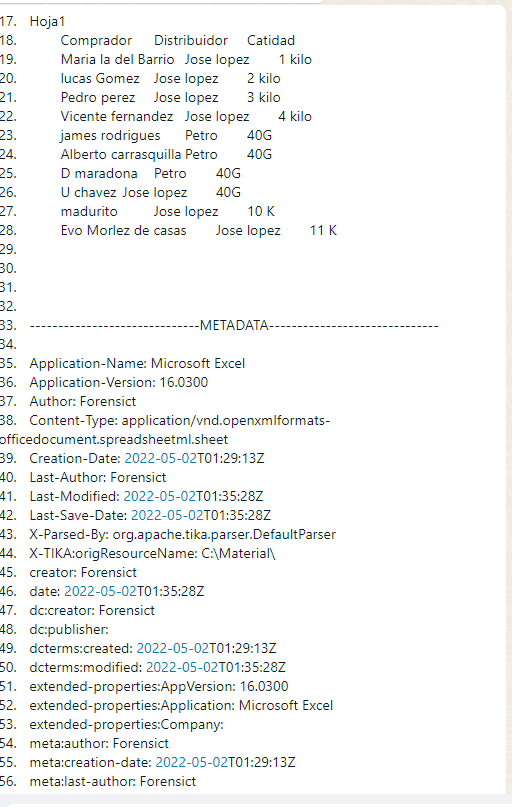 17. Hoja1
18. Comprador Distribuidor Catidad
19. Maria la del Barrio Jose lopez 1 kilo
20. lucas Gomez Jose lopez 2 kilo
21. Pedro perez Jose lopez 3 kilo
22. Vicente fernandez Jose lopez 4 kilo
23. james rodrigues Petro 40G
24. Alberto carrasquilla Petro 40G
25. D maradona Petro 40G
26. U chavez Jose lopez 40G
27. madurito Jose lopez 10 K
28. Evo Morlez de casas Jose lopez 11 K
29.
30.
31.
32.
33. ------------------------------METADATA------------------------------
34.
35. Application-Name: Microsoft Excel
36. Application-Version: 16.0300
37. Author: Forensict
38. Content-Type: application/vnd.openxmlformats-
officedocument.spreadsheetml.sheet
39. Creation-Date: 2022-05-02T01:29:13Z
40. Last-Author: Forensict
41. Last-Modified: 2022-05-02T01:35:28Z
42. Last-Save-Date: 2022-05-02T01:35:28Z
43. X-Parsed-By: org.apache.tika.parser.DefaultParser
44. X-TIKA:origResourceName: C:\Material\
45. creator: Forensict
46. date: 2022-05-02T01:35:28Z
47. dc:creator: Forensict
48. dc:publisher:
49. dcterms:created: 2022-05-02T01:29:13Z
50. dcterms:modified: 2022-05-02T01:35:28Z
51. extended-properties:AppVersion: 16.0300
52. extended-properties:Application: Microsoft Excel
53. extended-properties:Company:
54. meta:author: Forensict
55. meta:creation-date: 2022-05-02T01:29:13Z
56. meta:last-author: Forensict